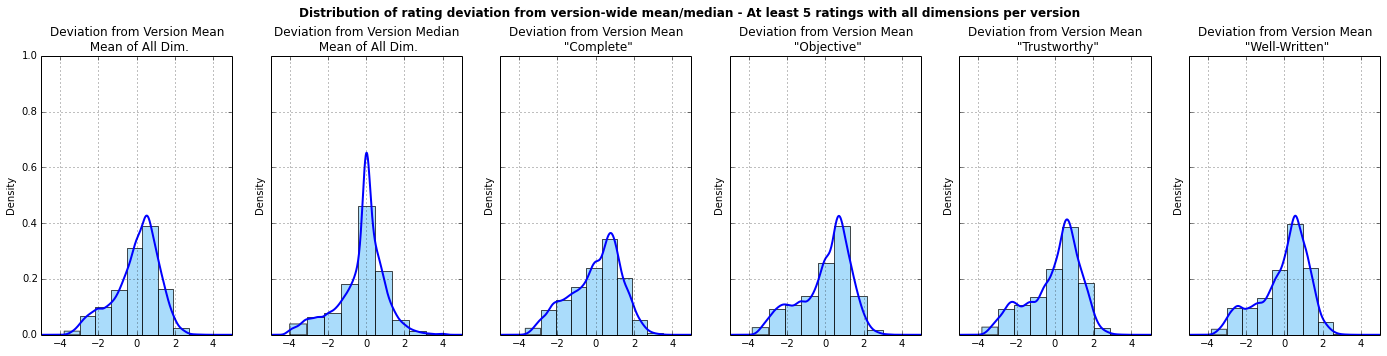 Distribution of rating deviation from version-wide mean/median - At least 5 ratings with all dimensions per version
Deviation from Version Mean
Mean of All Dim.
Deviation from Version Median
Mean of All Dim.
Deviation from Version Mean
"Complete"
Deviation from Version Mean
"Objective"
Deviation from Version Mean
"Trustworthy"
Deviation from Version Mean
"Well-Written"
1.0
0.8
0.6
0.4
0.2
0.0
Density
Density
Density
Density
Density
Density
−4 −2 0 2 4
−4 −2 0 2 4
−4 −2 0 2 4
−4 −2 0 2 4
−4 −2 0 2 4
−4 −2 0 2 4